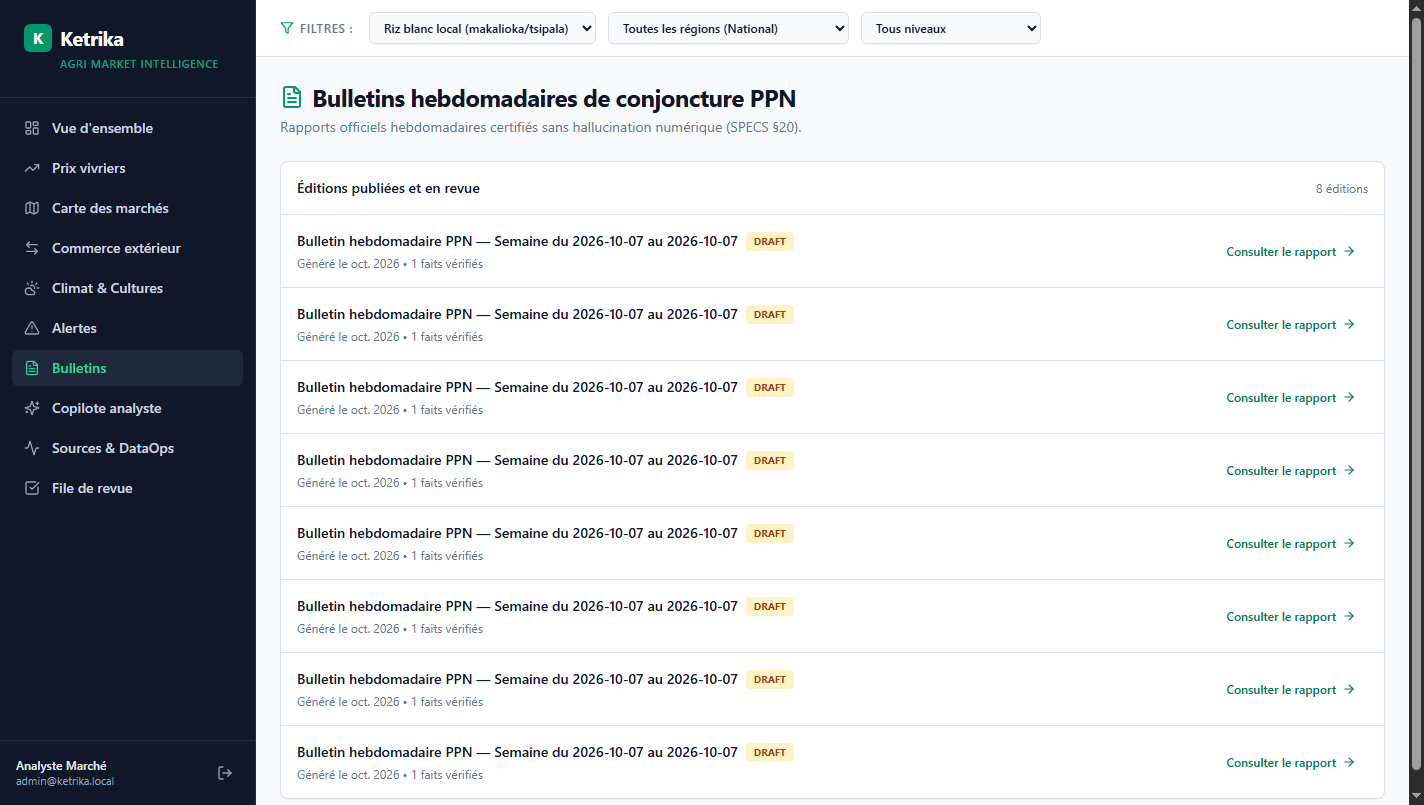 K
Ketrika
AGRI MARKET INTELLIGENCE
Vue d'ensemble
Prix vivriers
Carte des marchés
Commerce extérieur
Climat & Cultures
Alertes
Bulletins
Copilote analyste
Sources & DataOps
File de revue
Analyste Marché
admin@ketrika.local
FILTRES : Riz blanc local (makalioka/tsipala) Toutes les régions (National) Tous niveaux
Bulletins hebdomadaires de conjoncture PPN
Rapports officiels hebdomadaires certifiés sans hallucination numérique (SPECS §20).
Éditions publiées et en revue 8 éditions
Bulletin hebdomadaire PPN — Semaine du 2026-10-07 au 2026-10-07 DRAFT
Généré le oct. 2026 • 1 faits vérifiés
Consulter le rapport →
Bulletin hebdomadaire PPN — Semaine du 2026-10-07 au 2026-10-07 DRAFT
Généré le oct. 2026 • 1 faits vérifiés
Consulter le rapport →
Bulletin hebdomadaire PPN — Semaine du 2026-10-07 au 2026-10-07 DRAFT
Généré le oct. 2026 • 1 faits vérifiés
Consulter le rapport →
Bulletin hebdomadaire PPN — Semaine du 2026-10-07 au 2026-10-07 DRAFT
Généré le oct. 2026 • 1 faits vérifiés
Consulter le rapport →
Bulletin hebdomadaire PPN — Semaine du 2026-10-07 au 2026-10-07 DRAFT
Généré le oct. 2026 • 1 faits vérifiés
Consulter le rapport →
Bulletin hebdomadaire PPN — Semaine du 2026-10-07 au 2026-10-07 DRAFT
Généré le oct. 2026 • 1 faits vérifiés
Consulter le rapport →
Bulletin hebdomadaire PPN — Semaine du 2026-10-07 au 2026-10-07 DRAFT
Généré le oct. 2026 • 1 faits vérifiés
Consulter le rapport →
Bulletin hebdomadaire PPN — Semaine du 2026-10-07 au 2026-10-07 DRAFT
Généré le oct. 2026 • 1 faits vérifiés
Consulter le rapport →